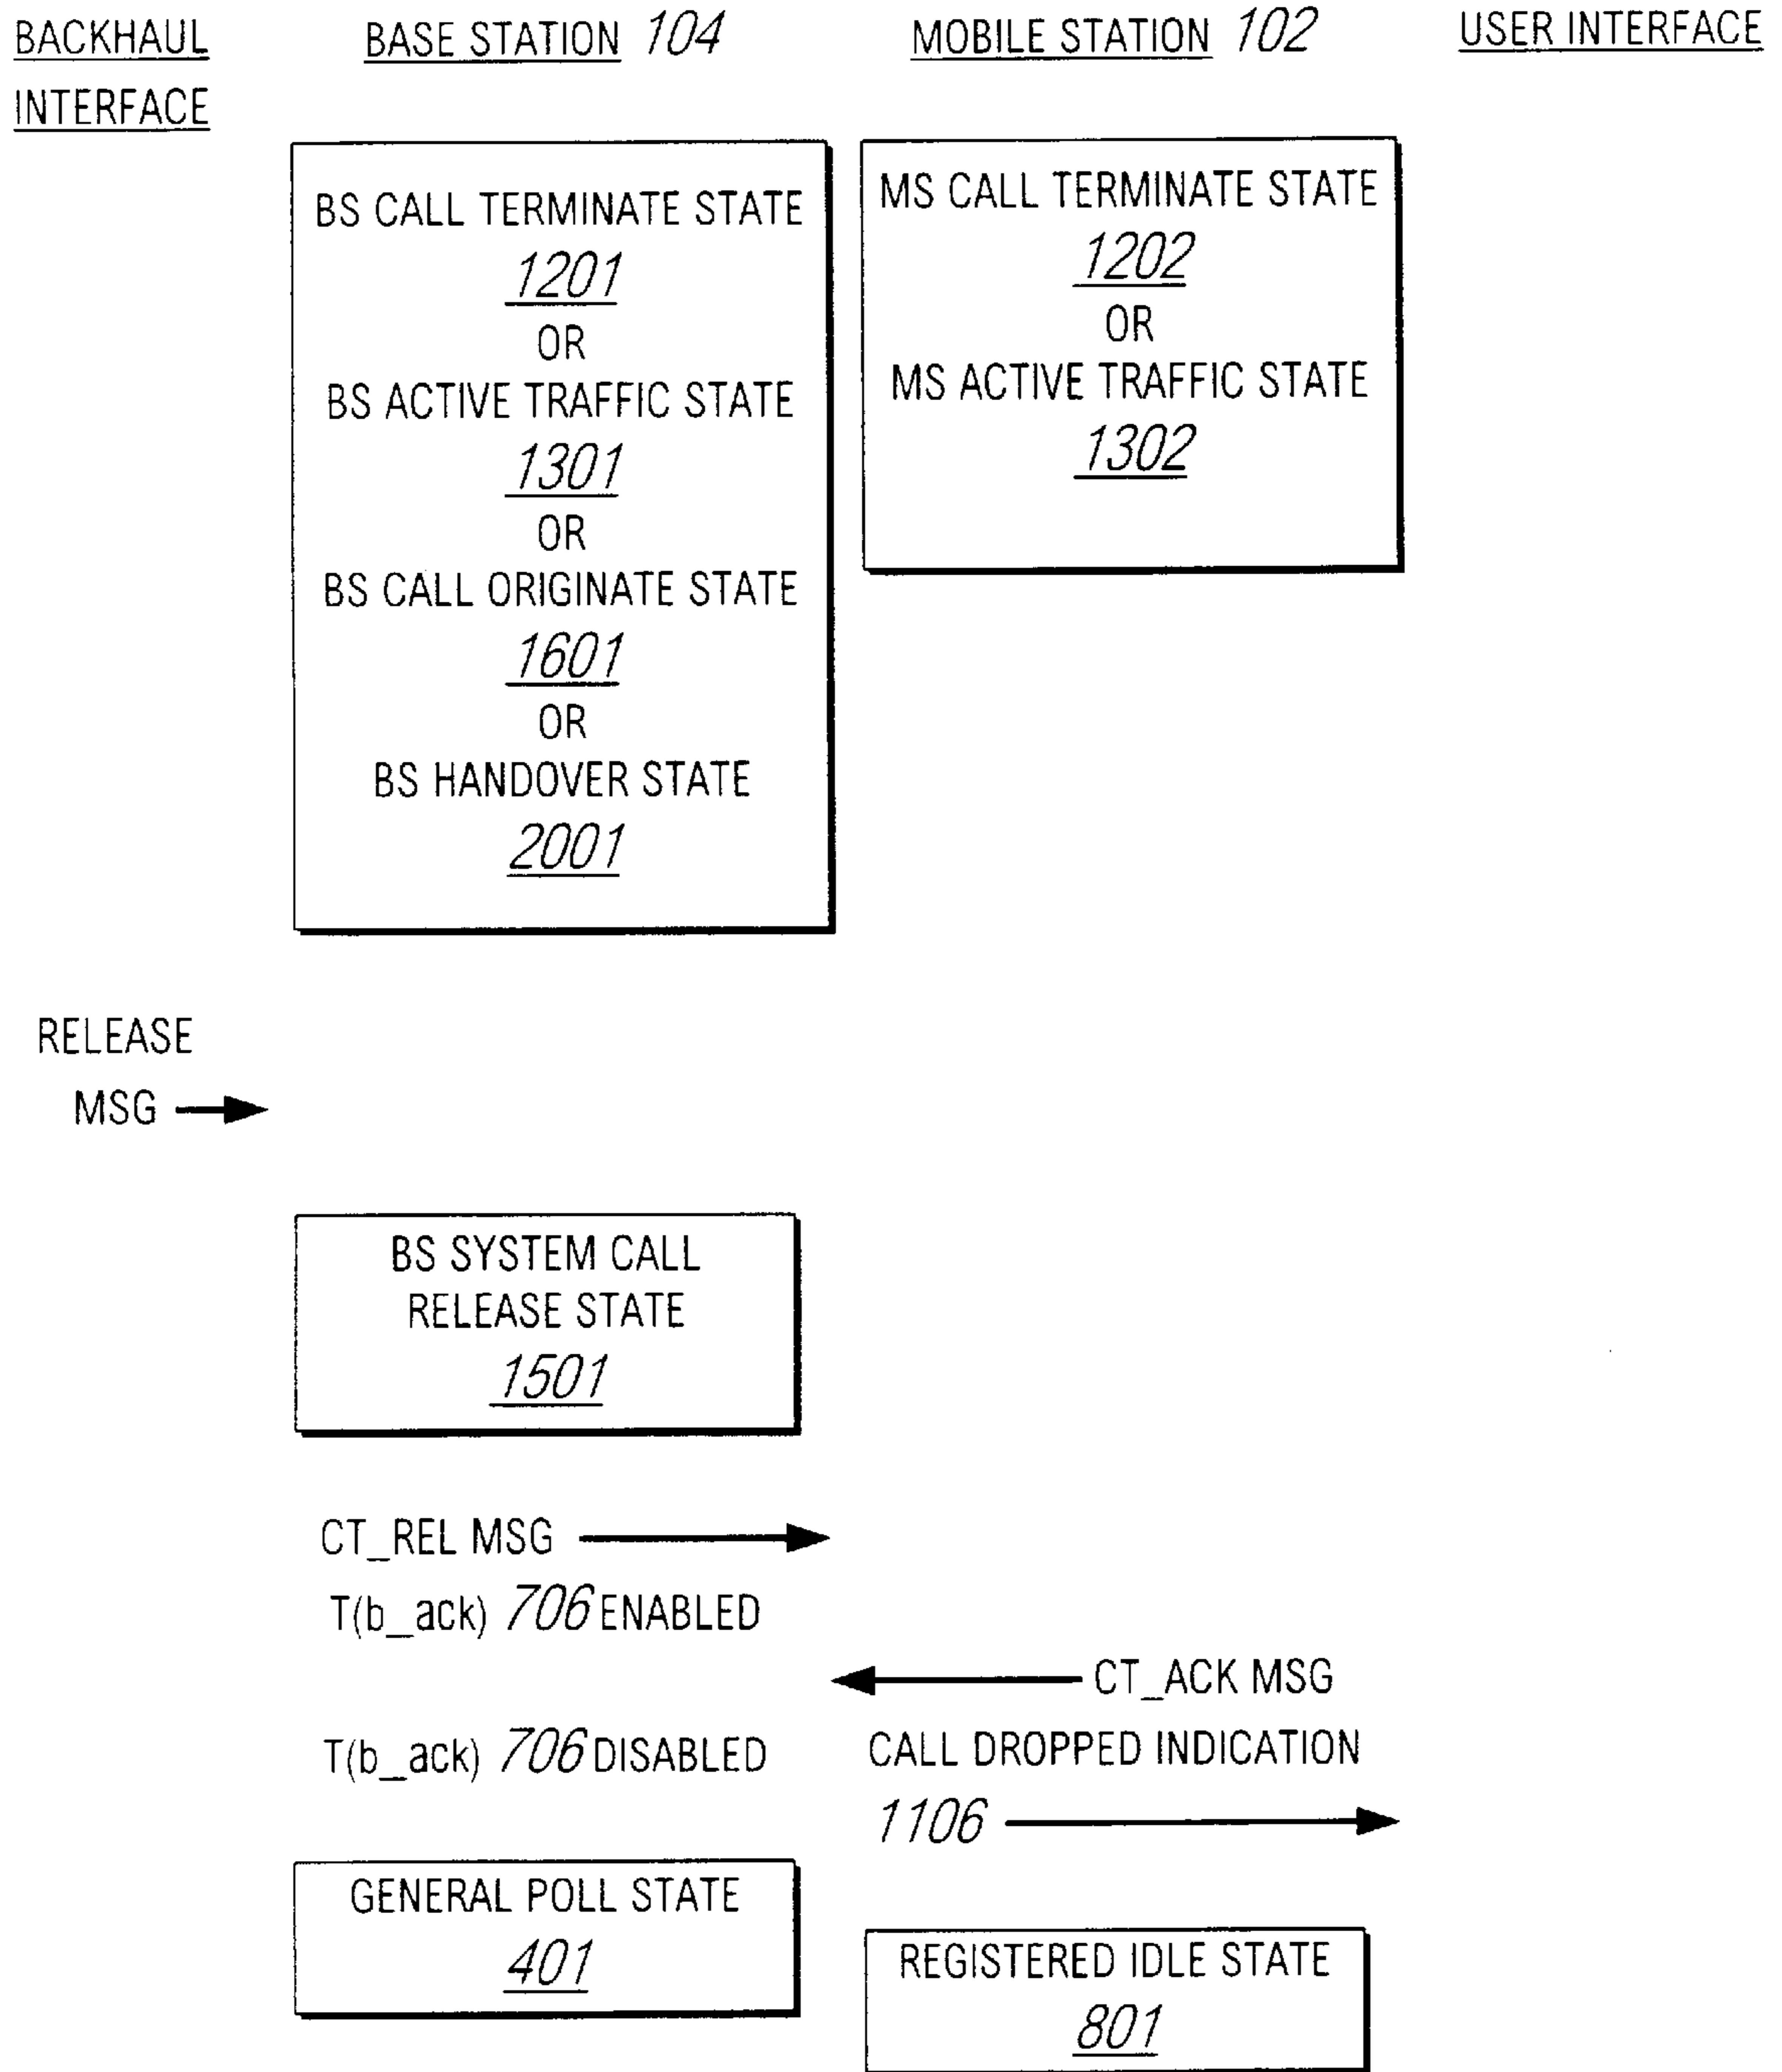 BACKHAUL INTERFACE
BASE STATION 104
MOBILE STATION 102
USER INTERFACE
BS CALL TERMINATE STATE
1201
OR
BS ACTIVE TRAFFIC STATE
1301
OR
BS CALL ORIGINATE STATE
1601
OR
BS HANDOVER STATE
2001
MS CALL TERMINATE STATE
1202
OR
MS ACTIVE TRAFFIC STATE
1302
RELEASE
MSG
BS SYSTEM CALL
RELEASE STATE
1501
CT_REL MSG
T(b_ack) 706 ENABLED
CT_ACK MSG
T(b_ack) 706 DISABLED
CALL DROPPED INDICATION
1106
GENERAL POLL STATE
401
REGISTERED IDLE STATE
801